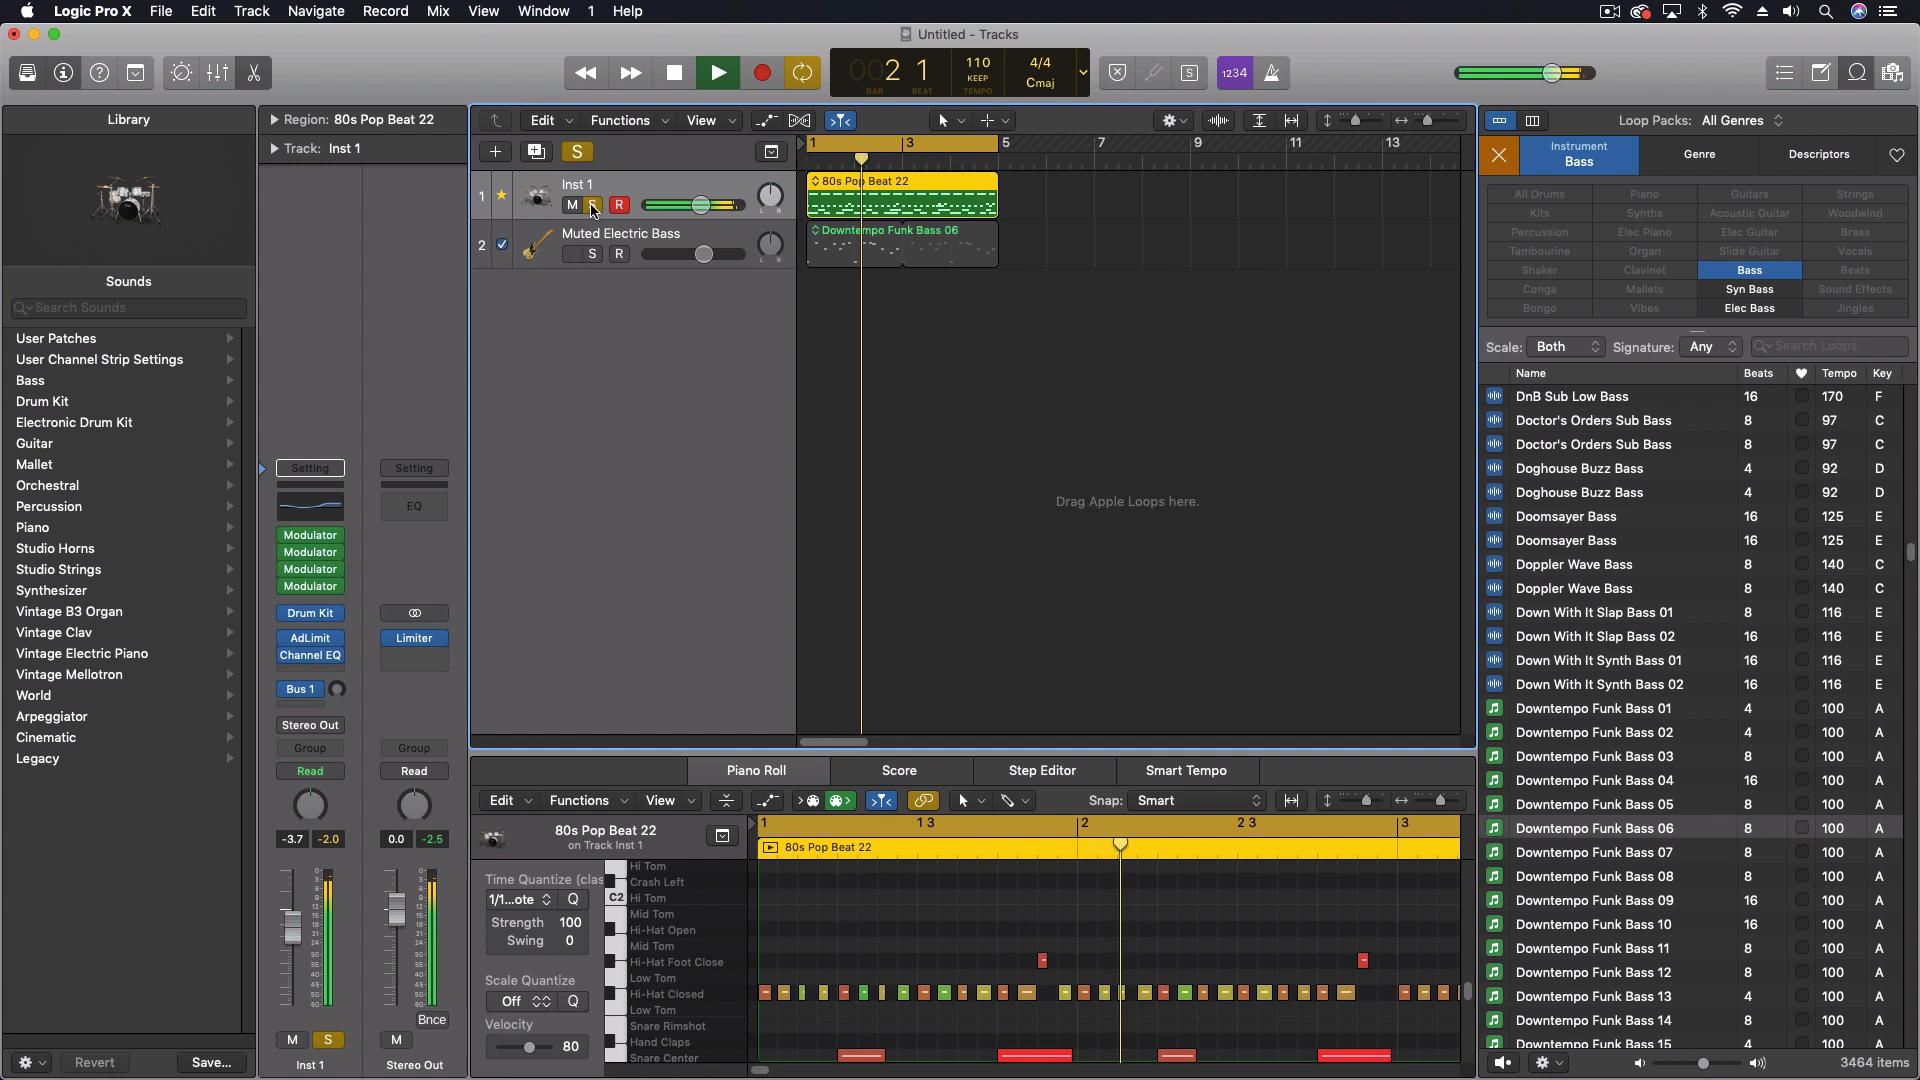 Logic Pro X File Edit Track Navigate Record Mix View Window 1 Help
Untitled - Tracks
002 1
BAR BEAT
110
KEEP
TEMPO
4/4
Cmaj
S
1234
Library
Region: 80s Pop Beat 22
Track: Inst 1
Edit Functions View
Loop Packs: All Genres
Instrument
Bass
Genre
Descriptors
S
1 3 5 7 9 11 13
1
Inst 1
M S R
L R
80s Pop Beat 22
2
Muted Electric Bass
S R
L R
Downtempo Funk Bass 06
Drag Apple Loops here.
Sounds
Search Sounds
User Patches
User Channel Strip Settings
Bass
Drum Kit
Electronic Drum Kit
Guitar
Mallet
Orchestral
Percussion
Piano
Studio Horns
Studio Strings
Synthesizer
Vintage B3 Organ
Vintage Clav
Vintage Electric Piano
Vintage Mellotron
World
Arpeggiator
Cinematic
Legacy
Revert
Save...
Setting
Modulator
Modulator
Modulator
Modulator
Drum Kit
AdLimit
Channel EQ
Bus 1
Stereo Out
Group
Read
-3.7 -2.0
M S
Inst 1
Setting
EQ
Limiter
Group
Read
0.0 -2.5
Bnce
M
Stereo Out
All Drums Piano Guitars Strings
Kits Synths Acoustic Guitar Woodwind
Percussion Elec Piano Elec Guitar Brass
Tambourine Organ Slide Guitar Vocals
Shaker Clavinet Bass Beats
Conga Mallets Syn Bass Sound Effects
Bongo Vibes Elec Bass Jingles
Scale: Both Signature: Any Search Loops
Name Beats Tempo Key
DnB Sub Low Bass 16 170 F
Doctor's Orders Sub Bass 8 97 C
Doctor's Orders Sub Bass 8 97 C
Doghouse Buzz Bass 4 92 D
Doghouse Buzz Bass 4 92 D
Doomsayer Bass 16 125 E
Doomsayer Bass 16 125 E
Doppler Wave Bass 8 140 C
Doppler Wave Bass 8 140 C
Down With It Slap Bass 01 8 116 E
Down With It Slap Bass 02 16 116 E
Down With It Synth Bass 01 16 116 E
Down With It Synth Bass 02 16 116 E
Downtempo Funk Bass 01 4 100 A
Downtempo Funk Bass 02 4 100 A
Downtempo Funk Bass 03 8 100 A
Downtempo Funk Bass 04 16 100 A
Downtempo Funk Bass 05 8 100 A
Downtempo Funk Bass 06 8 100 A
Downtempo Funk Bass 07 8 100 A
Downtempo Funk Bass 08 8 100 A
Downtempo Funk Bass 09 16 100 A
Downtempo Funk Bass 10 16 100 A
Downtempo Funk Bass 11 8 100 A
Downtempo Funk Bass 12 8 100 A
Downtempo Funk Bass 13 4 100 A
Downtempo Funk Bass 14 8 100 A
Downtempo Funk Bass 15 4 100 A
3464 items
Piano Roll Score Step Editor Smart Tempo
Edit Functions View Snap: Smart
80s Pop Beat 22
on Track Inst 1
1 1 3 2 2 3 3
80s Pop Beat 22
Time Quantize (clas
1/1...ote Q
Strength 100
Swing 0
Scale Quantize
Off Q
Velocity
80
C2
Hi Tom
Crash Left
Hi Tom
Mid Tom
Hi-Hat Open
Mid Tom
Hi-Hat Foot Close
Low Tom
Hi-Hat Closed
Low Tom
Snare Rimshot
Hand Claps
Snare Center